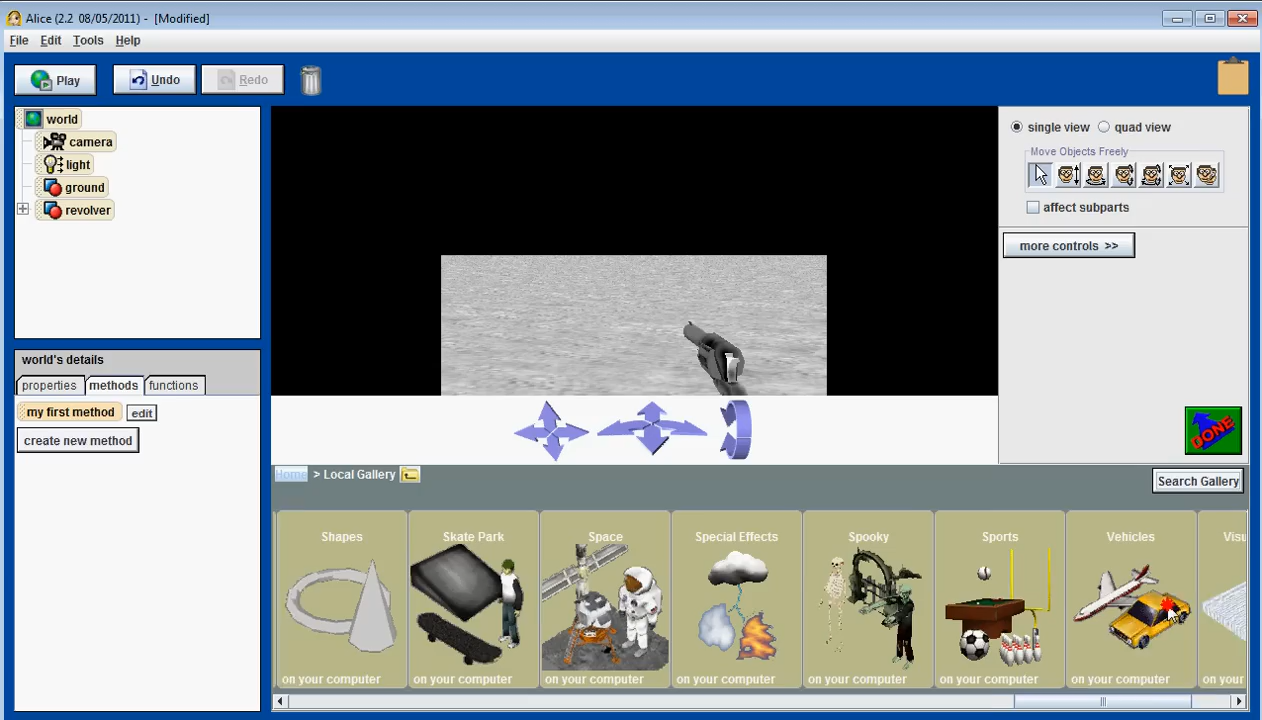 Alice (2.2 08/05/2011) - [Modified]
File Edit Tools Help
Play Undo Redo
world
camera
light
ground
revolver
single view quad view
Move Objects Freely
affect subparts
more controls >>
world's details
properties methods functions
my first method edit
create new method
DONE
Home > Local Gallery
Search Gallery
Shapes Skate Park Space Special Effects Spooky Sports Vehicles
on your computer on your computer on your computer on your computer on your computer on your computer on your computer on your